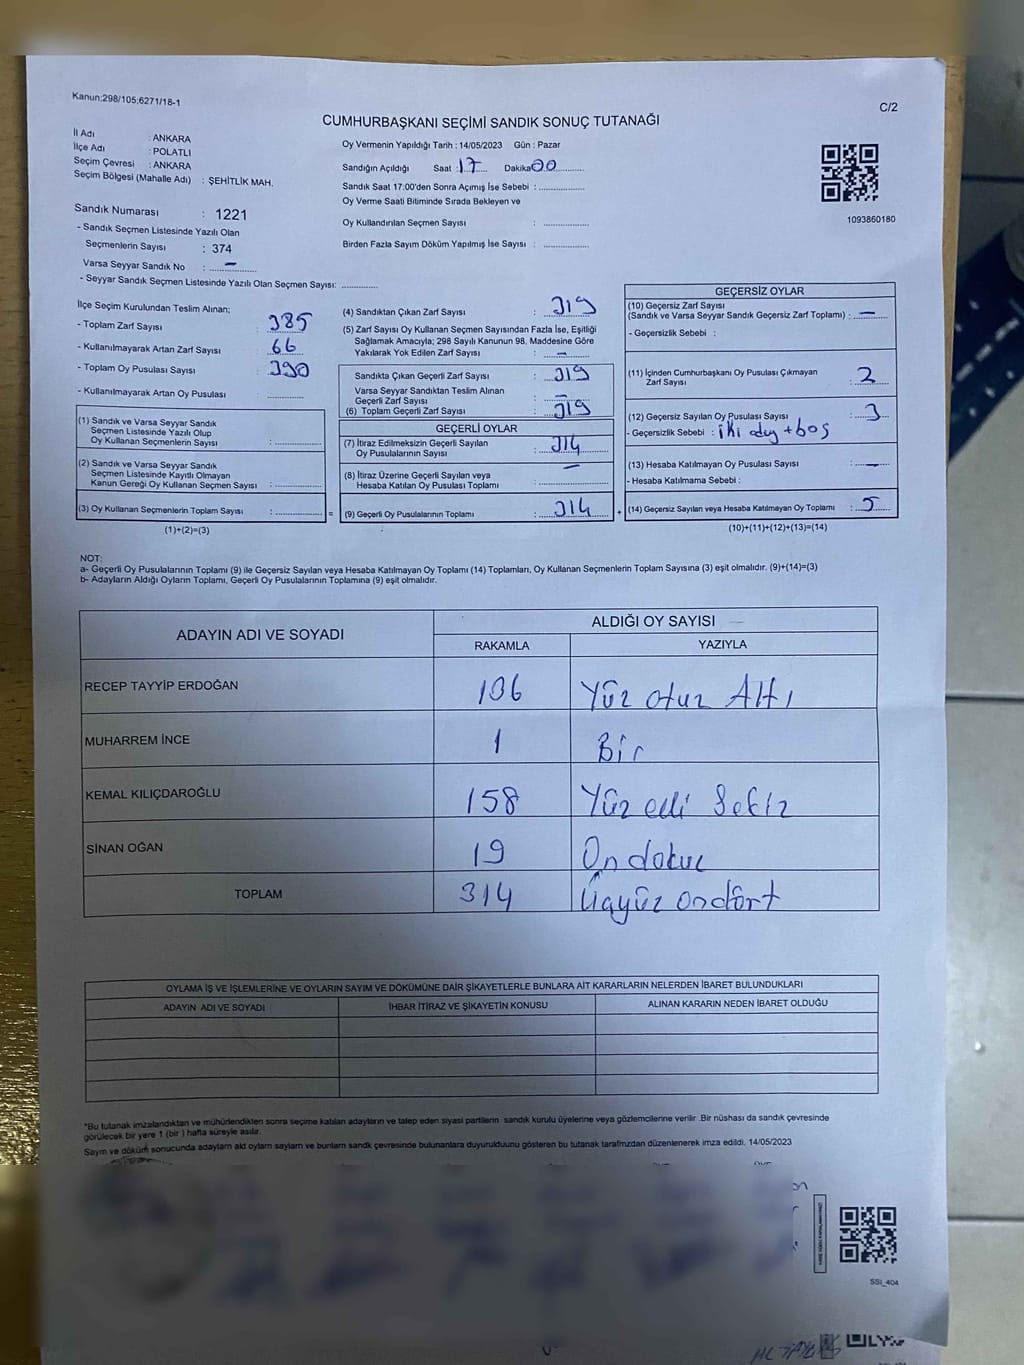 Kanun:298/105;6271/18-1
C/2
CUMHURBAŞKANI SEÇİMİ SANDIK SONUÇ TUTANAĞI
İl Adı : ANKARA
İlçe Adı : POLATLI
Seçim Çevresi : ANKARA
Seçim Bölgesi (Mahalle Adı) : ŞEHİTLİK MAH.
Sandık Numarası : 1221
- Sandık Seçmen Listesinde Yazılı Olan
Seçmenlerin Sayısı : 374
Varsa Seyyar Sandık No : –
- Seyyar Sandık Seçmen Listesinde Yazılı Olan Seçmen Sayısı:
Oy Vermenin Yapıldığı Tarih : 14/05/2023 Gün : Pazar
Sandığın Açıldığı Saat : 17 Dakika 00
Sandık Saat 17:00'den Sonra Açımış İse Sebebi :
Oy Verme Saati Bitiminde Sırada Bekleyen ve
Oy Kullandırılan Seçmen Sayısı :
Birden Fazla Sayım Döküm Yapılmış İse Sayısı :
1093860180
İlçe Seçim Kurulundan Teslim Alınan;
- Toplam Zarf Sayısı : 385
- Kullanılmayarak Artan Zarf Sayısı : 66
- Toplam Oy Pusulası Sayısı : 390
- Kullanılmayarak Artan Oy Pusulası :
(1) Sandık ve Varsa Seyyar Sandık
Seçmen Listesinde Yazılı Olup
Oy Kullanan Seçmenlerin Sayısı :
(2) Sandık ve Varsa Seyyar Sandık
Seçmen Listesinde Kayıtlı Olmayan
Kanun Gereği Oy Kullanan Seçmen Sayısı :
(3) Oy Kullanan Seçmenlerin Toplam Sayısı : =
(1)+(2)=(3)
(4) Sandıktan Çıkan Zarf Sayısı : 319
(5) Zarf Sayısı Oy Kullanan Seçmen Sayısından Fazla İse, Eşitliği
Sağlamak Amacıyla; 298 Sayılı Kanunun 98. Maddesine Göre
Yakılarak Yok Edilen Zarf Sayısı : –
Sandıkta Çıkan Geçerli Zarf Sayısı : 319
Varsa Seyyar Sandıktan Teslim Alınan
Geçerli Zarf Sayısı : –
(6) Toplam Geçerli Zarf Sayısı : 319
GEÇERLİ OYLAR
(7) İtiraz Edilmeksizin Geçerli Sayılan
Oy Pusulalarının Sayısı : 314
(8) İtiraz Üzerine Geçerli Sayılan veya
Hesaba Katılan Oy Pusulası Toplamı : –
(9) Geçerli Oy Pusulalarının Toplamı : 314 +
GEÇERSİZ OYLAR
(10) Geçersiz Zarf Sayısı
(Sandık ve Varsa Seyyar Sandık Geçersiz Zarf Toplamı) : –
- Geçersizlik Sebebi :
(11) İçinden Cumhurbaşkanı Oy Pusulası Çıkmayan
Zarf Sayısı : 2
(12) Geçersiz Sayılan Oy Pusulası Sayısı : 3
- Geçersizlik Sebebi : iki oy + boş
(13) Hesaba Katılmayan Oy Pusulası Sayısı : –
- Hesaba Katılmama Sebebi :
(14) Geçersiz Sayılan veya Hesaba Katılmayan Oy Toplamı : 5
(10)+(11)+(12)+(13)=(14)
NOT:
a- Geçerli Oy Pusulalarının Toplamı (9) ile Geçersiz Sayılan veya Hesaba Katılmayan Oy Toplamı (14) Toplamları, Oy Kullanan Seçmenlerin Toplam Sayısına (3) eşit olmalıdır. (9)+(14)=(3)
b- Adayların Aldığı Oyların Toplamı, Geçerli Oy Pusulalarının Toplamına (9) eşit olmalıdır.
ADAYIN ADI VE SOYADI
ALDIĞI OY SAYISI
RAKAMLA YAZIYLA
RECEP TAYYİP ERDOĞAN 136 Yüz otuz Altı
MUHARREM İNCE 1 Bir
KEMAL KILIÇDAROĞLU 158 Yüz elli Sekiz
SİNAN OĞAN 19 On dokuz
TOPLAM 314 Üçyüz ondört
OYLAMA İŞ VE İŞLEMLERİNE VE OYLARIN SAYIM VE DÖKÜMÜNE DAİR ŞİKAYETLERLE BUNLARA AİT KARARLARIN NELERDEN İBARET BULUNDUKLARI
ADAYIN ADI VE SOYADI İHBAR İTİRAZ VE ŞİKAYETİN KONUSU ALINAN KARARIN NEDEN İBARET OLDUĞU
*Bu tutanak imzalandıktan ve mühürlendikten sonra seçime katılan adayların ve talep eden siyasi partilerin sandık kurulu üyelerine veya gözlemcilerine verilir .Bir nüshası da sandık çevresinde
görülecek bir yere 1 (bir ) hafta süreyle asılır.
Sayım ve döküm sonucunda adayların ald oyların sayların ve bunların sandk çevresinde bulunanlara duyurulduunu gösteren bu tutanak tarafmzdan düzenlenerek imza edildi. 14/05/2023
SSI_404